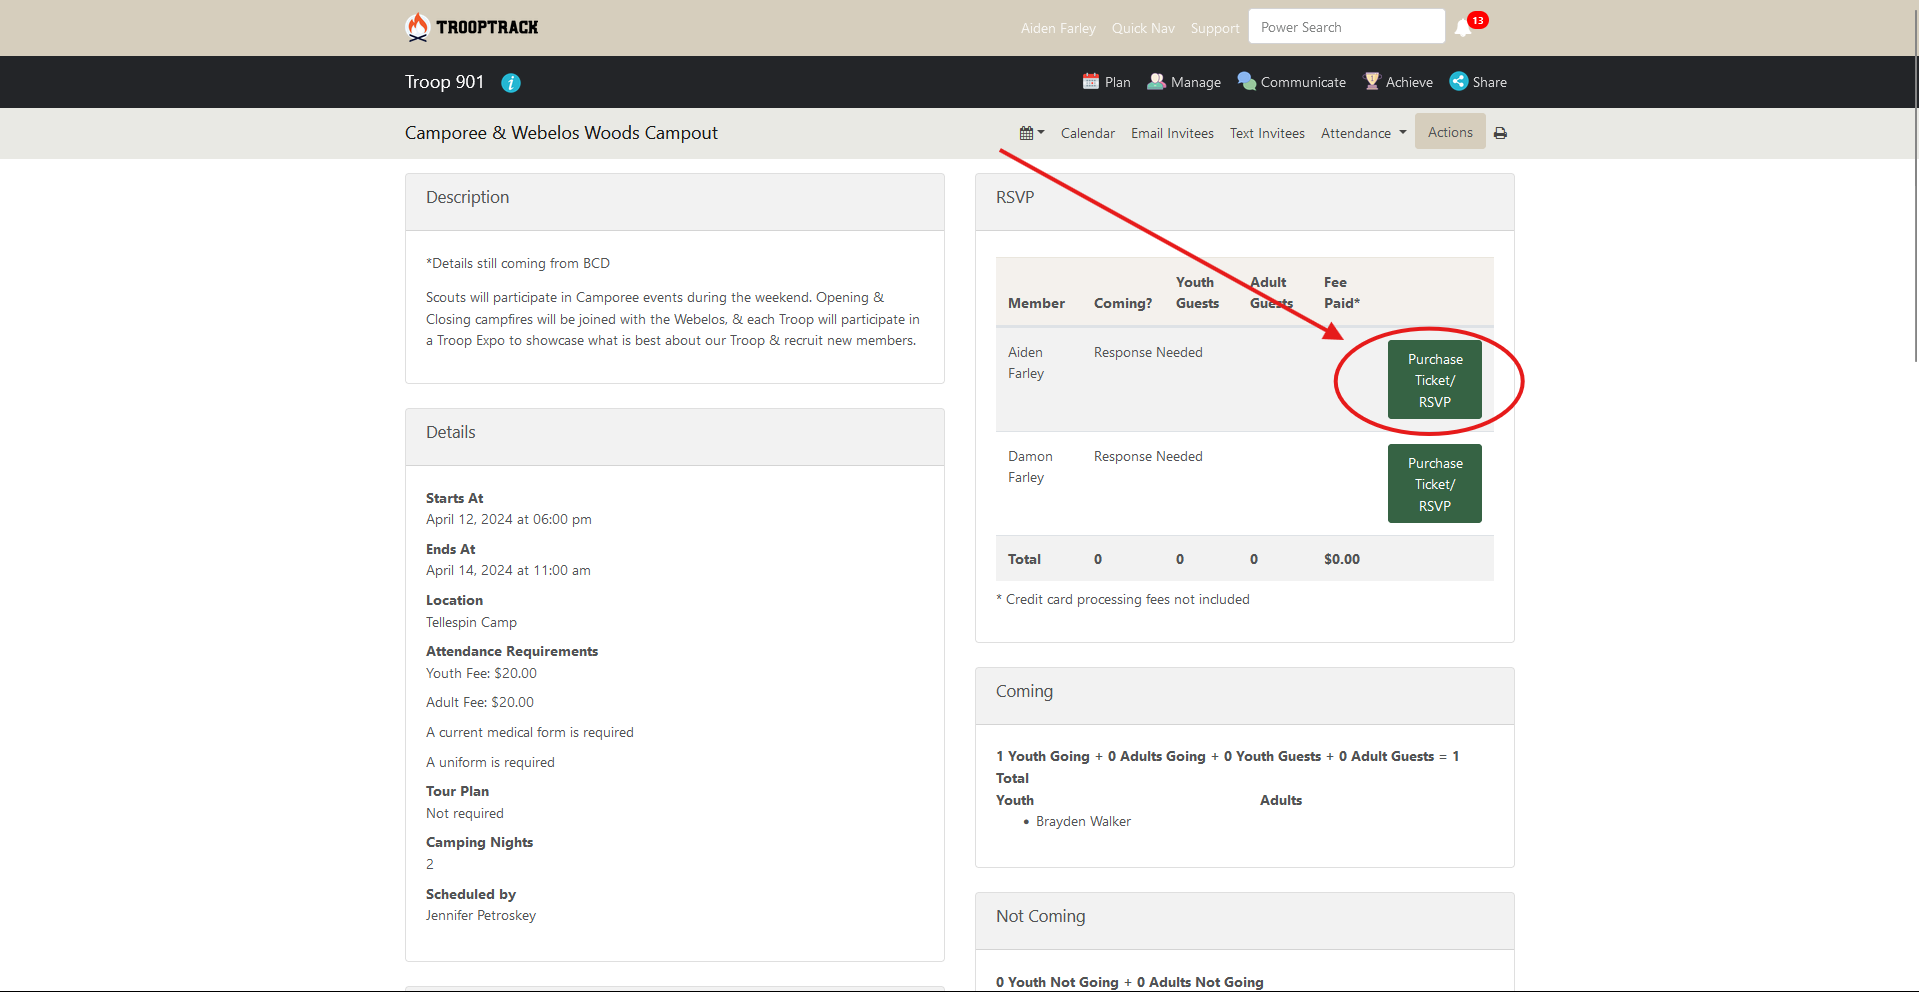 TROOPTRACK
Aiden Farley Quick Nav Support Power Search 13
Troop 901 i Plan Manage Communicate Achieve Share
Camporee & Webelos Woods Campout Calendar Email Invitees Text Invitees Attendance Actions
Description
*Details still coming from BCD
Scouts will participate in Camporee events during the weekend. Opening &
Closing campfires will be joined with the Webelos, & each Troop will participate in
a Troop Expo to showcase what is best about our Troop & recruit new members.
Details
Starts At
April 12, 2024 at 06:00 pm
Ends At
April 14, 2024 at 11:00 am
Location
Tellespin Camp
Attendance Requirements
Youth Fee: $20.00
Adult Fee: $20.00
A current medical form is required
A uniform is required
Tour Plan
Not required
Camping Nights
2
Scheduled by
Jennifer Petroskey
RSVP
Youth Adult Fee
Member Coming? Guests Guests Paid*
Aiden Response Needed Purchase
Farley Ticket/
RSVP
Damon Response Needed Purchase
Farley Ticket/
RSVP
Total 0 0 0 $0.00
* Credit card processing fees not included
Coming
1 Youth Going + 0 Adults Going + 0 Youth Guests + 0 Adult Guests = 1
Total
Youth Adults
• Brayden Walker
Not Coming
0 Youth Not Going + 0 Adults Not Going